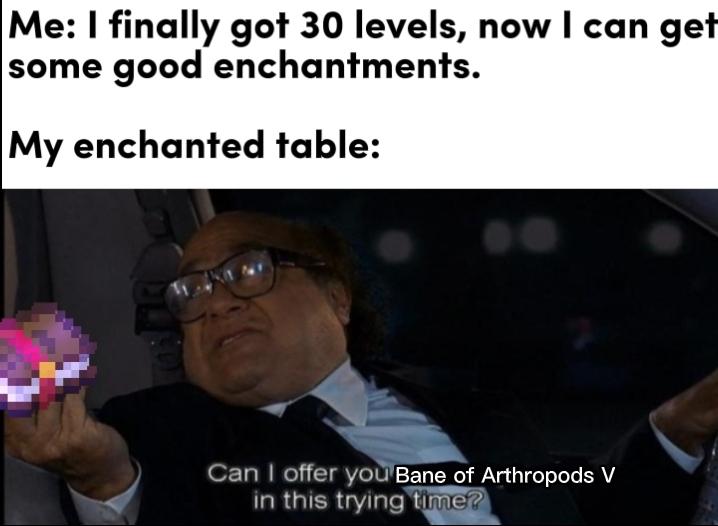 Me: I finally got 30 levels, now I can get
some good enchantments.
My enchanted table:
Can I offer you Bane of Arthropods V
in this trying time?